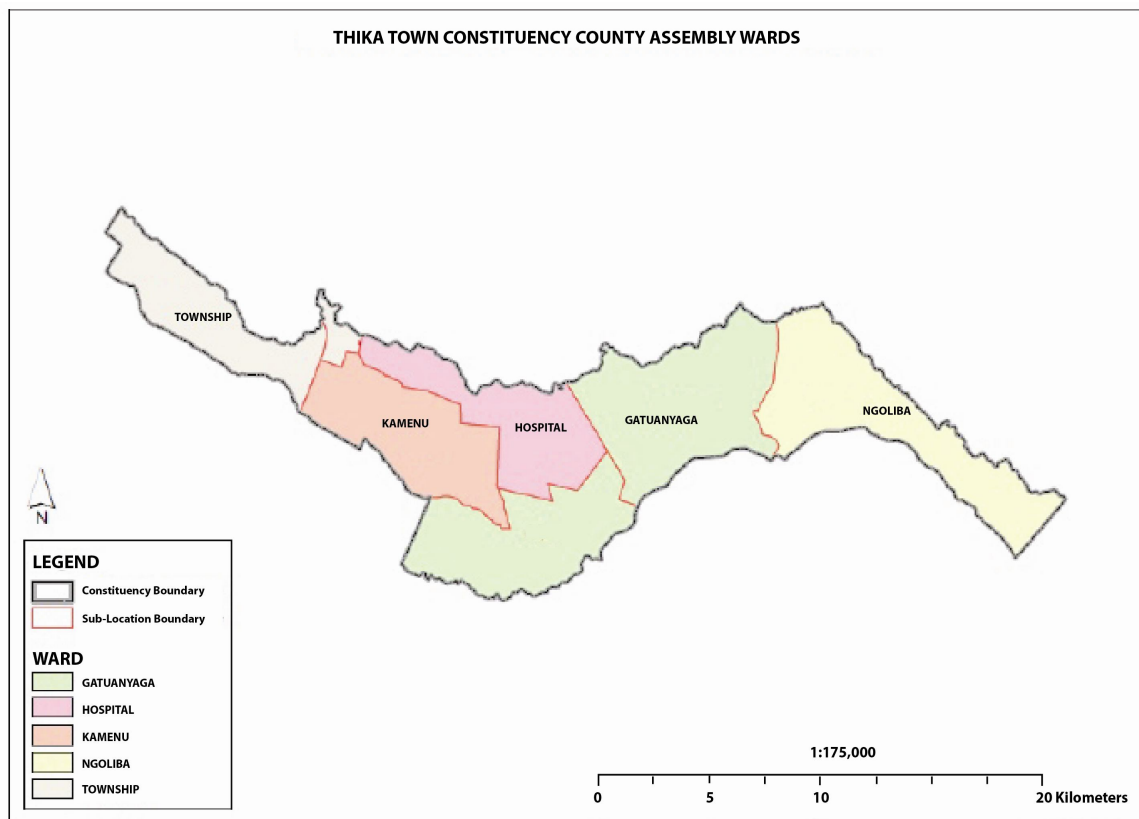 THIKA TOWN CONSTITUENCY COUNTY ASSEMBLY WARDS
TOWNSHIP
KAMENU
HOSPITAL
GATUANYAGA
NGOLIBA
N
LEGEND
Constituency Boundary
Sub-Location Boundary
WARD
GATUANYAGA
HOSPITAL
KAMENU
NGOLIBA
TOWNSHIP
1:175,000
0 5 10 20 Kilometers